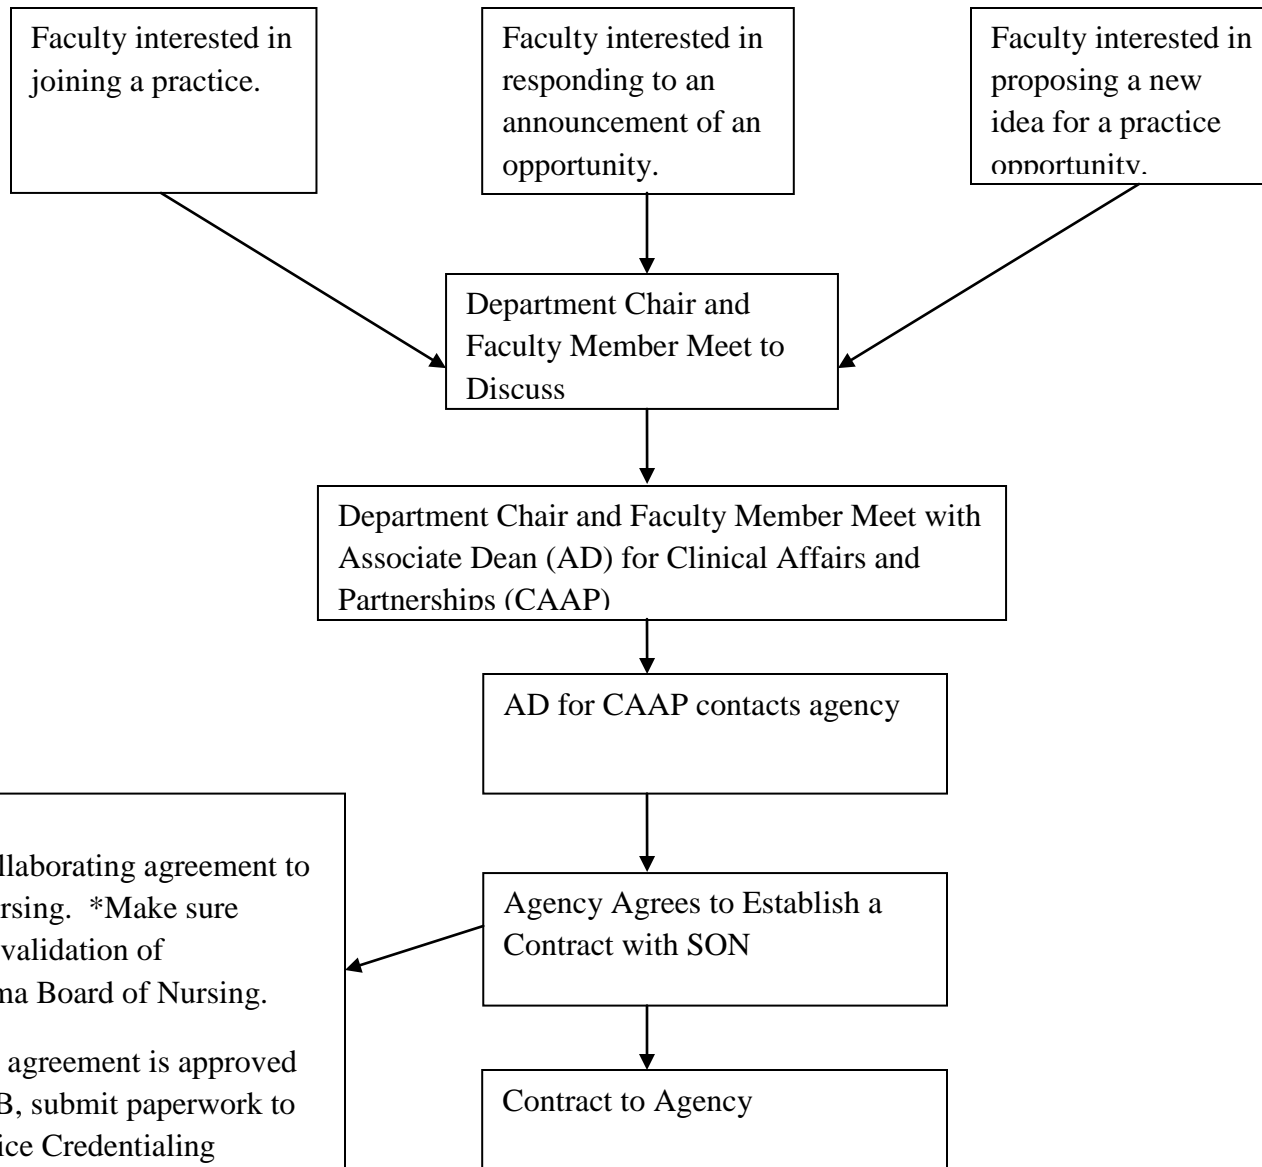 Faculty interested in
joining a practice.
Faculty interested in
responding to an
announcement of an
opportunity.
Faculty interested in
proposing a new
idea for a practice
opportunity.
Department Chair and
Faculty Member Meet to
Discuss
Department Chair and Faculty Member Meet with
Associate Dean (AD) for Clinical Affairs and
Partnerships (CAAP)
AD for CAAP contacts agency
Agency Agrees to Establish a
Contract with SON
llaborating agreement to
rsing. *Make sure
validation of
ma Board of Nursing.
agreement is approved
B, submit paperwork to
ice Credentialing
Contract to Agency